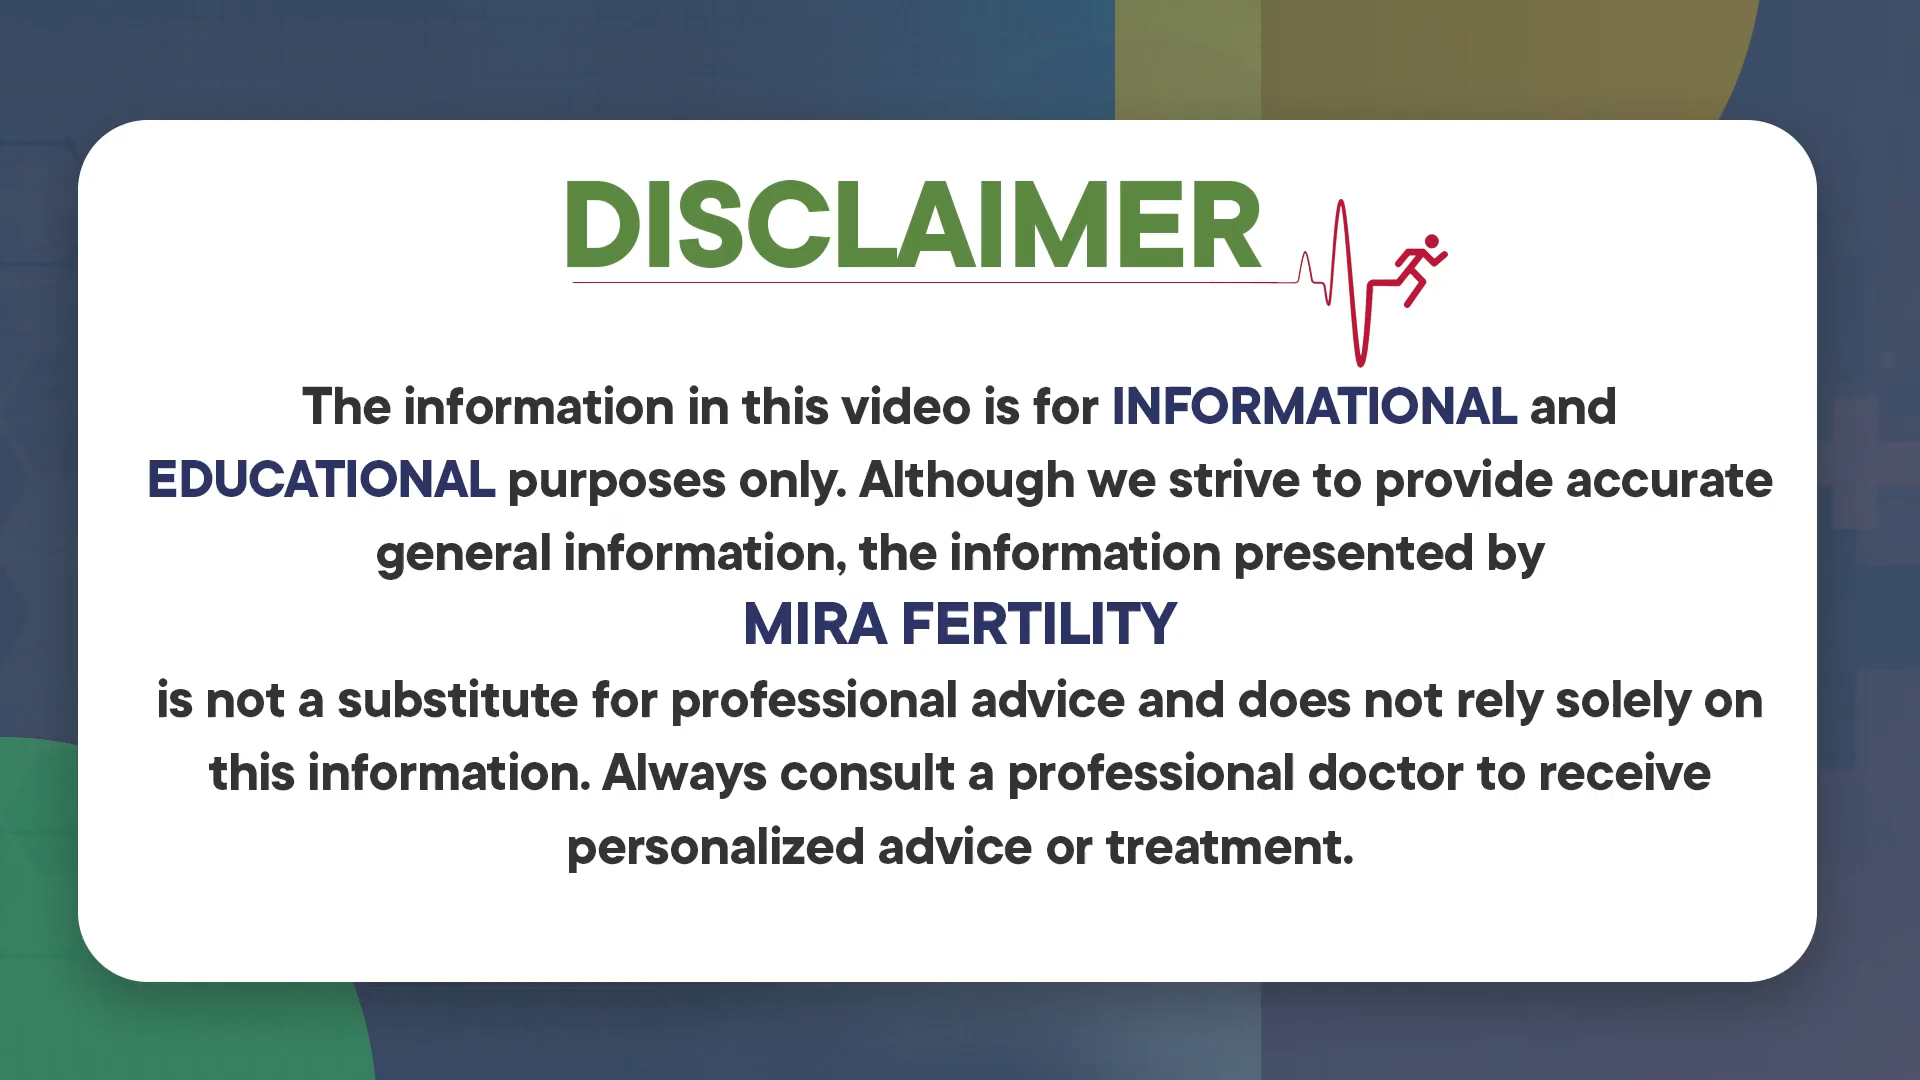 DISCLAIMER
The information in this video is for INFORMATIONAL and
EDUCATIONAL purposes only. Although we strive to provide accurate
general information, the information presented by
MIRA FERTILITY
is not a substitute for professional advice and does not rely solely on
this information. Always consult a professional doctor to receive
personalized advice or treatment.